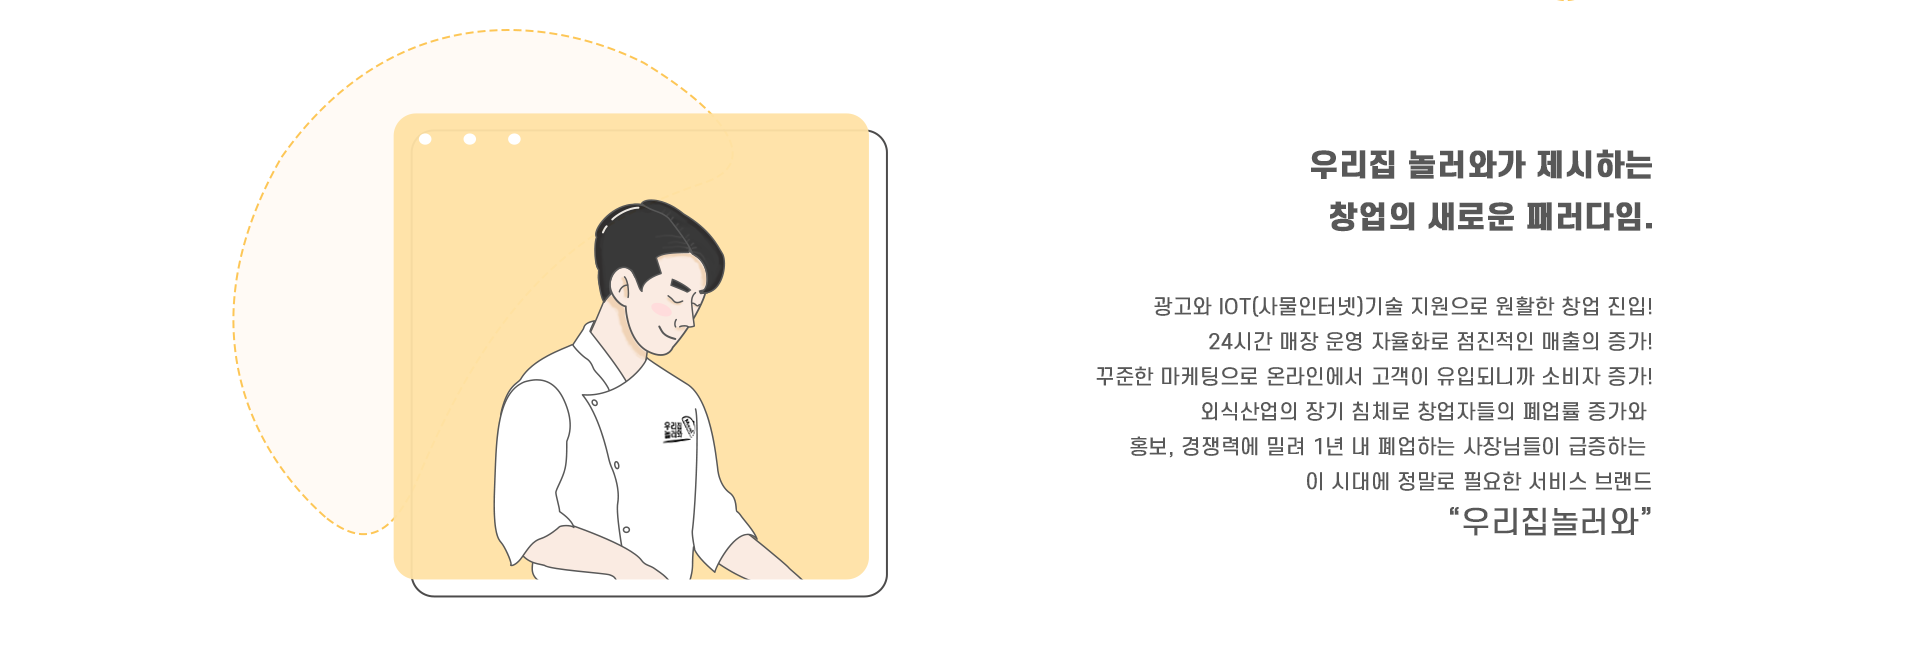 우리집 놀러와가 제시하는
창업의 새로운 패러다임.
광고와 IOT(사물인터넷)기술 지원으로 원활한 창업 진입!
24시간 매장 운영 자율화로 점진적인 매출의 증가!
꾸준한 마케팅으로 온라인에서 고객이 유입되니까 소비자 증가!
외식산업의 장기 침체로 창업자들의 폐업률 증가와
홍보, 경쟁력에 밀려 1년 내 폐업하는 사장님들이 급증하는
이 시대에 정말로 필요한 서비스 브랜드
“우리집놀러와”
우리집
놀러와